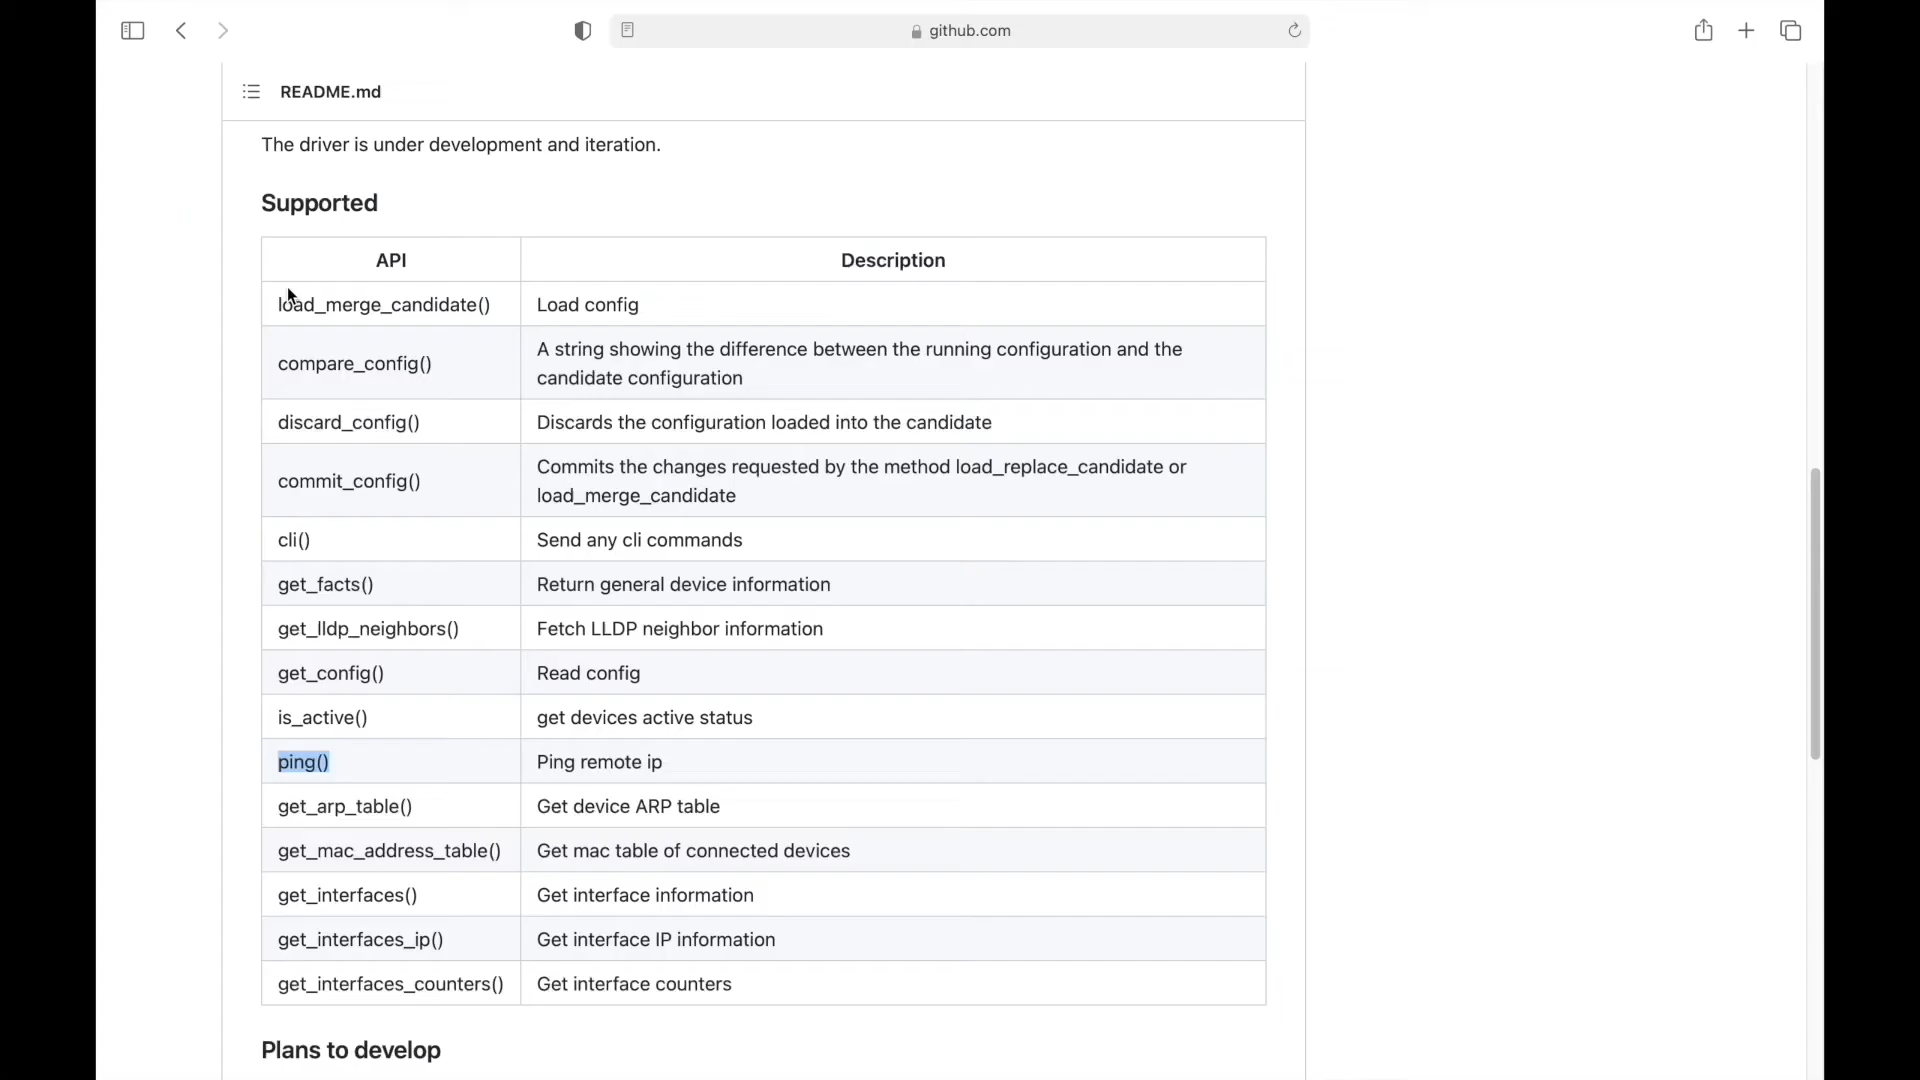 github.com
README.md
The driver is under development and iteration.
Supported
API Description
load_merge_candidate() Load config
compare_config() A string showing the difference between the running configuration and the
candidate configuration
discard_config() Discards the configuration loaded into the candidate
commit_config() Commits the changes requested by the method load_replace_candidate or
load_merge_candidate
cli() Send any cli commands
get_facts() Return general device information
get_lldp_neighbors() Fetch LLDP neighbor information
get_config() Read config
is_active() get devices active status
ping() Ping remote ip
get_arp_table() Get device ARP table
get_mac_address_table() Get mac table of connected devices
get_interfaces() Get interface information
get_interfaces_ip() Get interface IP information
get_interfaces_counters() Get interface counters
Plans to develop